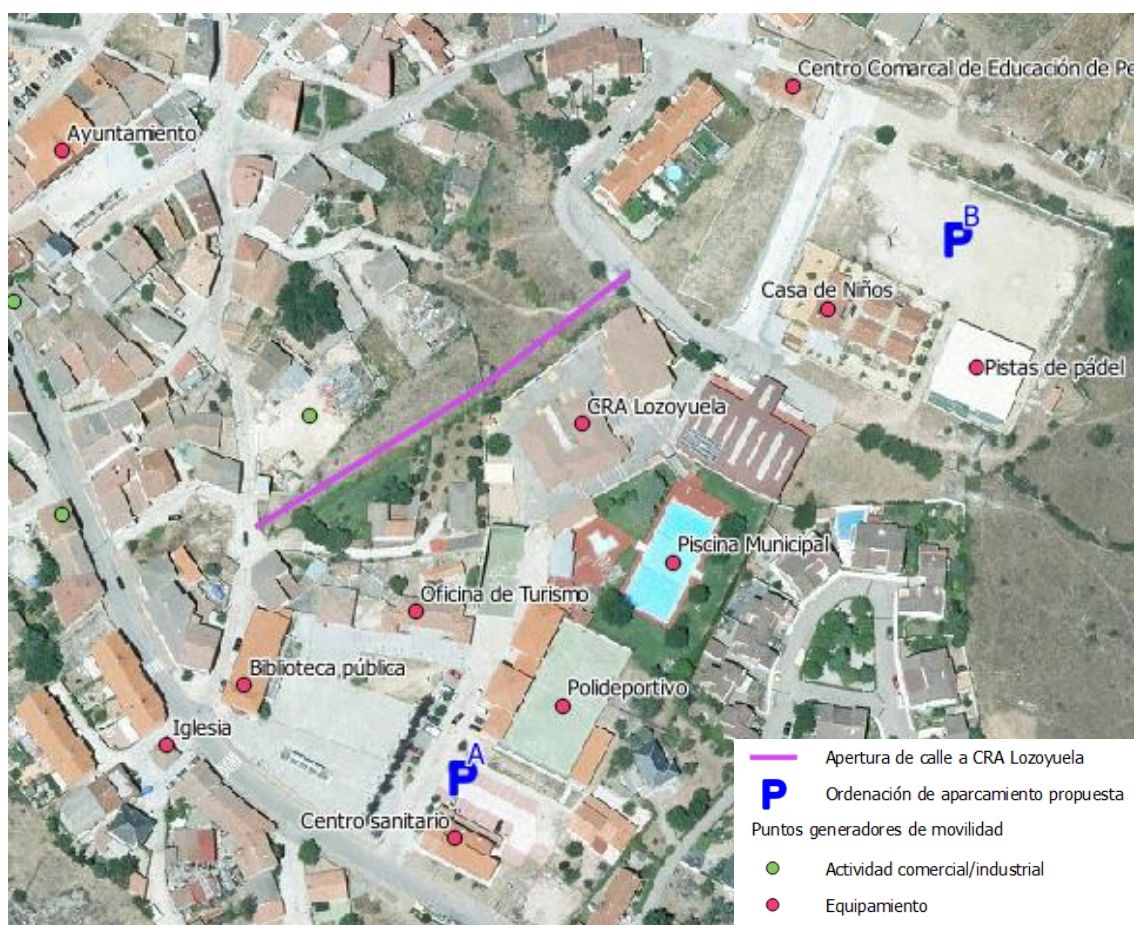 Centro Comarcal de Educación de Pe
Ayuntamiento
B
P
Casa de Niños
Pistas de pádel
CRA Lozoyuela
Piscina Municipal
Oficina de Turismo
Biblioteca pública
Polideportivo
Iglesia
A
P
Centro sanitario
Apertura de calle a CRA Lozoyuela
P Ordenación de aparcamiento propuesta
Puntos generadores de movilidad
Actividad comercial/industrial
Equipamiento